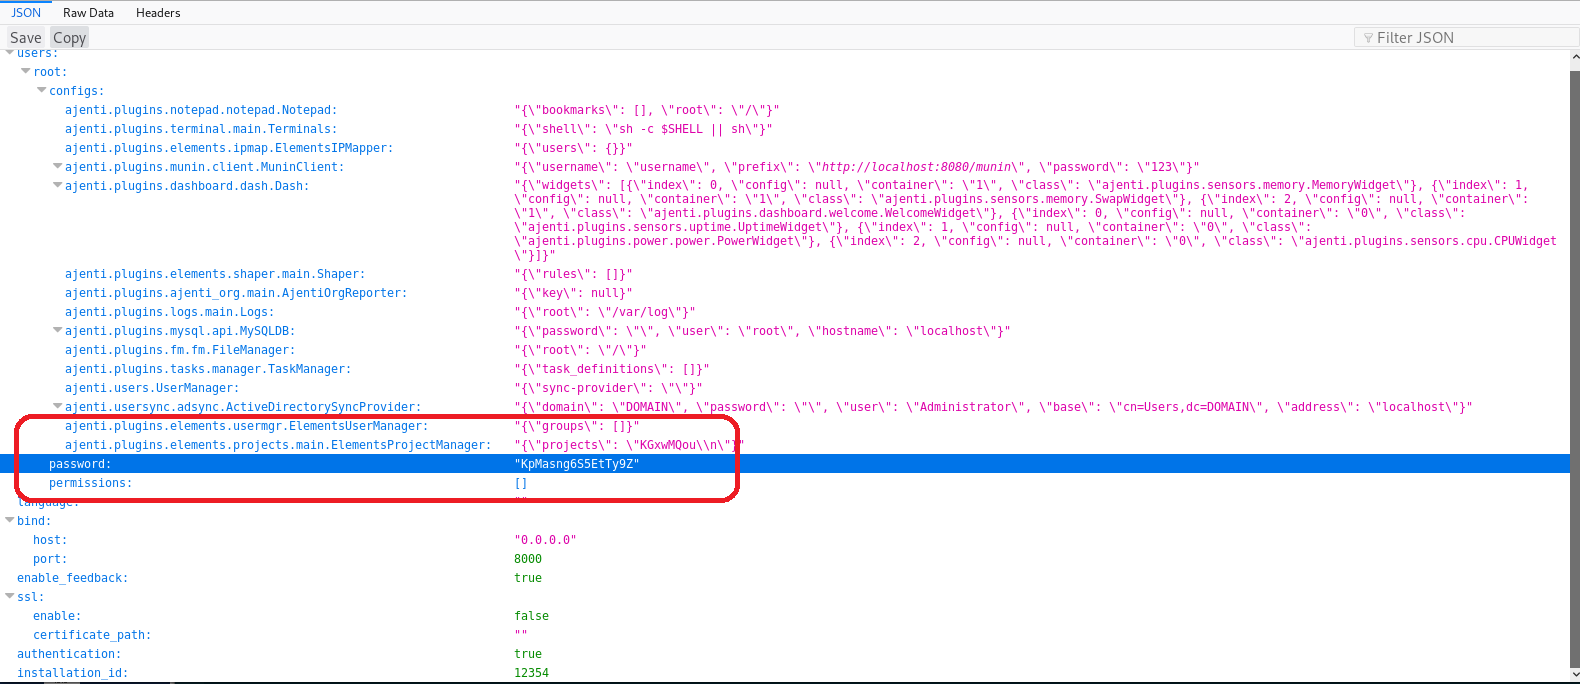 JSON Raw Data Headers
Save Copy Filter JSON
users:
root:
configs:
ajenti.plugins.notepad.notepad.Notepad: "{\"bookmarks\": [], \"root\": \"/\"}"
ajenti.plugins.terminal.main.Terminals: "{\"shell\": \"sh -c $SHELL || sh\"}"
ajenti.plugins.elements.ipmap.ElementsIPMapper: "{\"users\": {}}"
ajenti.plugins.munin.client.MuninClient: "{\"username\": \"username\", \"prefix\": \"http://localhost:8080/munin\", \"password\": \"123\"}"
ajenti.plugins.dashboard.dash.Dash: "{\"widgets\": [{\"index\": 0, \"config\": null, \"container\": \"1\", \"class\": \"ajenti.plugins.sensors.memory.MemoryWidget\"}, {\"index\": 1,
\"config\": null, \"container\": \"1\", \"class\": \"ajenti.plugins.sensors.memory.SwapWidget\"}, {\"index\": 2, \"config\": null, \"container\":
\"1\", \"class\": \"ajenti.plugins.dashboard.welcome.WelcomeWidget\"}, {\"index\": 0, \"config\": null, \"container\": \"0\", \"class\":
\"ajenti.plugins.sensors.uptime.UptimeWidget\"}, {\"index\": 1, \"config\": null, \"container\": \"0\", \"class\":
\"ajenti.plugins.power.power.PowerWidget\"}, {\"index\": 2, \"config\": null, \"container\": \"0\", \"class\": \"ajenti.plugins.sensors.cpu.CPUWidget
\"}]}"
ajenti.plugins.elements.shaper.main.Shaper: "{\"rules\": []}"
ajenti.plugins.ajenti_org.main.AjentiOrgReporter: "{\"key\": null}"
ajenti.plugins.logs.main.Logs: "{\"root\": \"/var/log\"}"
ajenti.plugins.mysql.api.MySQLDB: "{\"password\": \"\", \"user\": \"root\", \"hostname\": \"localhost\"}"
ajenti.plugins.fm.fm.FileManager: "{\"root\": \"/\"}"
ajenti.plugins.tasks.manager.TaskManager: "{\"task_definitions\": []}"
ajenti.users.UserManager: "{\"sync-provider\": \"\"}"
ajenti.usersync.adsync.ActiveDirectorySyncProvider: "{\"domain\": \"DOMAIN\", \"password\": \"\", \"user\": \"Administrator\", \"base\": \"cn=Users,dc=DOMAIN\", \"address\": \"localhost\"}"
ajenti.plugins.elements.usermgr.ElementsUserManager: "{\"groups\": []}"
ajenti.plugins.elements.projects.main.ElementsProjectManager: "{\"projects\": \"KGxwMQou\\n\"}"
password: "KpMasng6S5EtTy9Z"
permissions: []
language: ""
bind:
host: "0.0.0.0"
port: 8000
enable_feedback: true
ssl:
enable: false
certificate_path: ""
authentication: true
installation_id: 12354